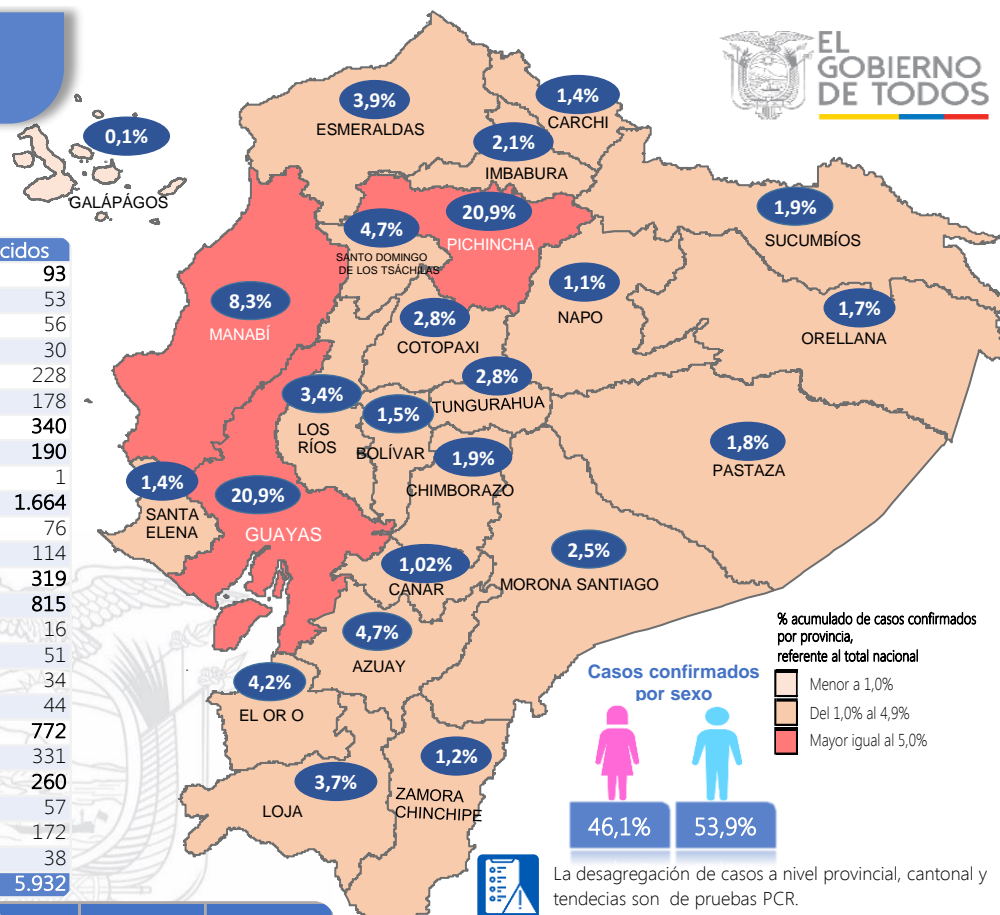 EL
GOBIERNO
DE TODOS
3,9%
ESMERALDAS
1,4%
CARCHI
0,1%
GALÁPÁGOS
2,1%
IMBABURA
20,9%
PICHINCHA
1,9%
SUCUMBÍOS
4,7%
SANTO DOMINGO
DE LOS TSÁCHILAS
8,3%
MANABÍ
1,1%
NAPO
1,7%
ORELLANA
2,8%
COTOPAXI
2,8%
TUNGURAHUA
3,4%
LOS
RÍOS
1,5%
BOLÍVAR
1,9%
CHIMBORAZO
1,8%
PASTAZA
1,4%
SANTA
ELENA
20,9%
GUAYAS
1,02%
CANAR
2,5%
MORONA SANTIAGO
4,7%
AZUAY
4,2%
EL OR O
3,7%
LOJA
1,2%
ZAMORA
CHINCHIPE
cidos
93
53
56
30
228
178
340
190
1
1.664
76
114
319
815
16
51
34
44
772
331
260
57
172
38
5.932
% acumulado de casos confirmados
por provincia,
referente al total nacional
Menor a 1,0%
Del 1,0% al 4,9%
Mayor igual al 5,0%
Casos confirmados
por sexo
46,1%
53,9%
La desagregación de casos a nivel provincial, cantonal y
tendecias son de pruebas PCR.